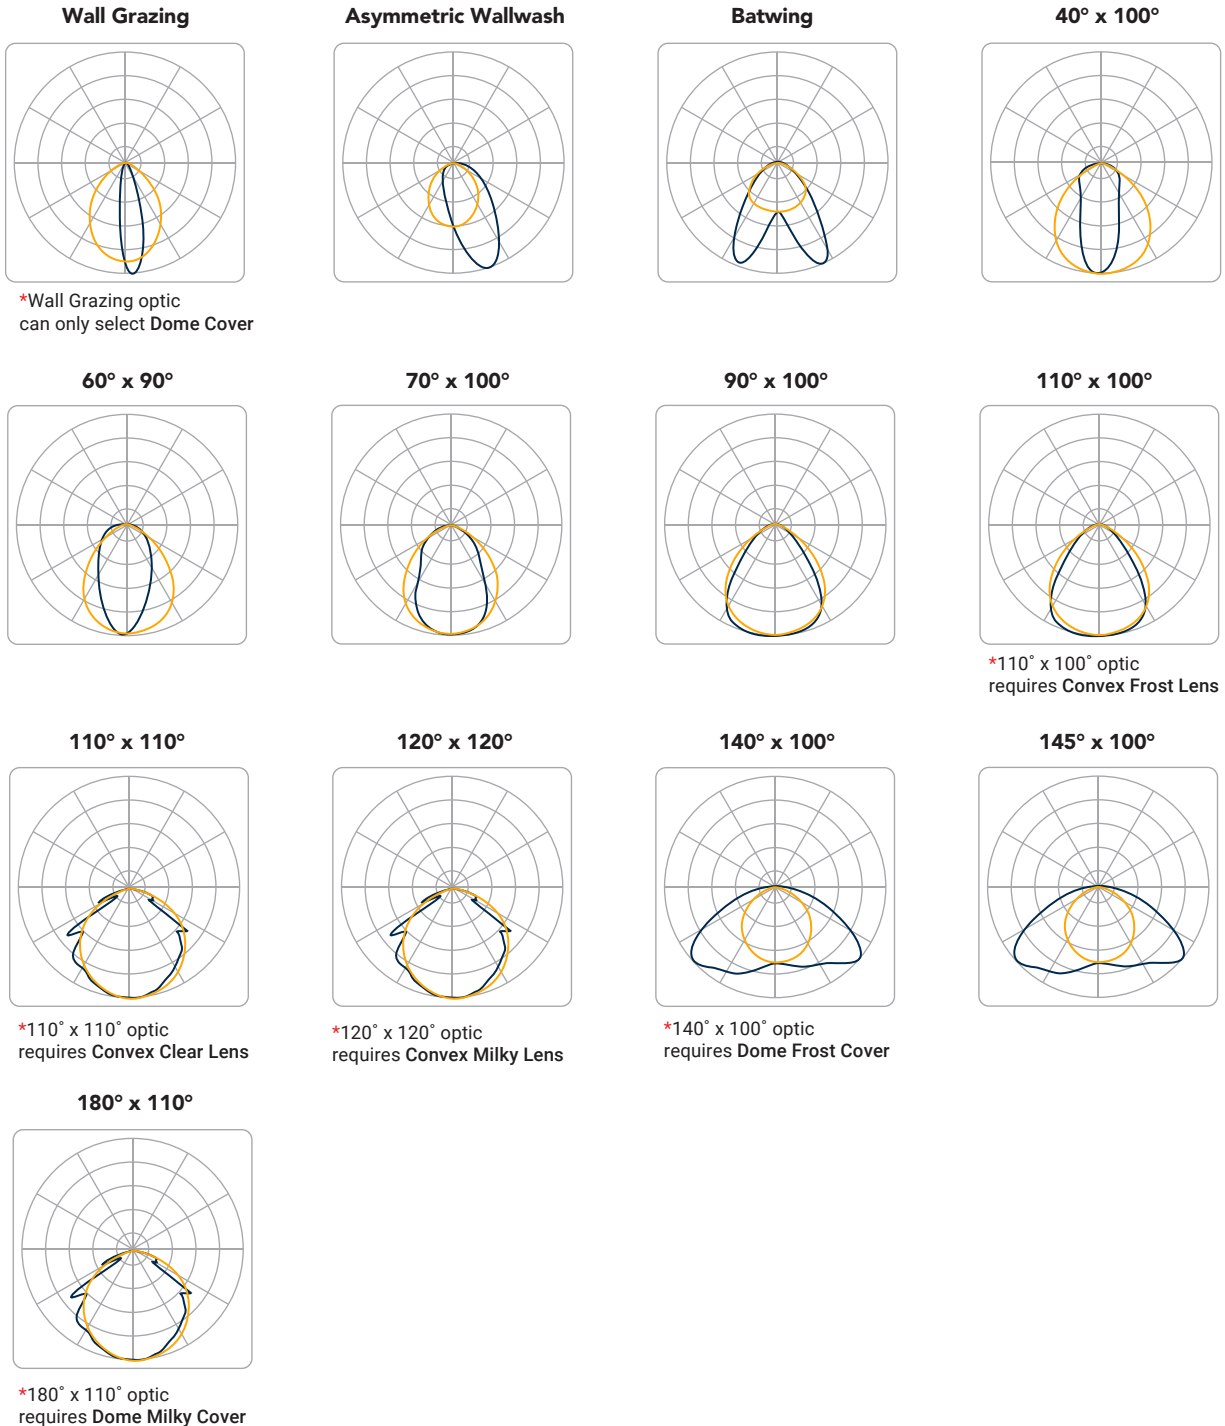 Wall Grazing
Asymmetric Wallwash
Batwing
40° x 100°
*Wall Grazing optic
can only select Dome Cover
60° x 90°
70° x 100°
90° x 100°
110° x 100°
*110° x 100° optic
requires Convex Frost Lens
110° x 110°
120° x 120°
140° x 100°
145° x 100°
*110° x 110° optic
requires Convex Clear Lens
*120° x 120° optic
requires Convex Milky Lens
*140° x 100° optic
requires Dome Frost Cover
180° x 110°
*180° x 110° optic
requires Dome Milky Cover